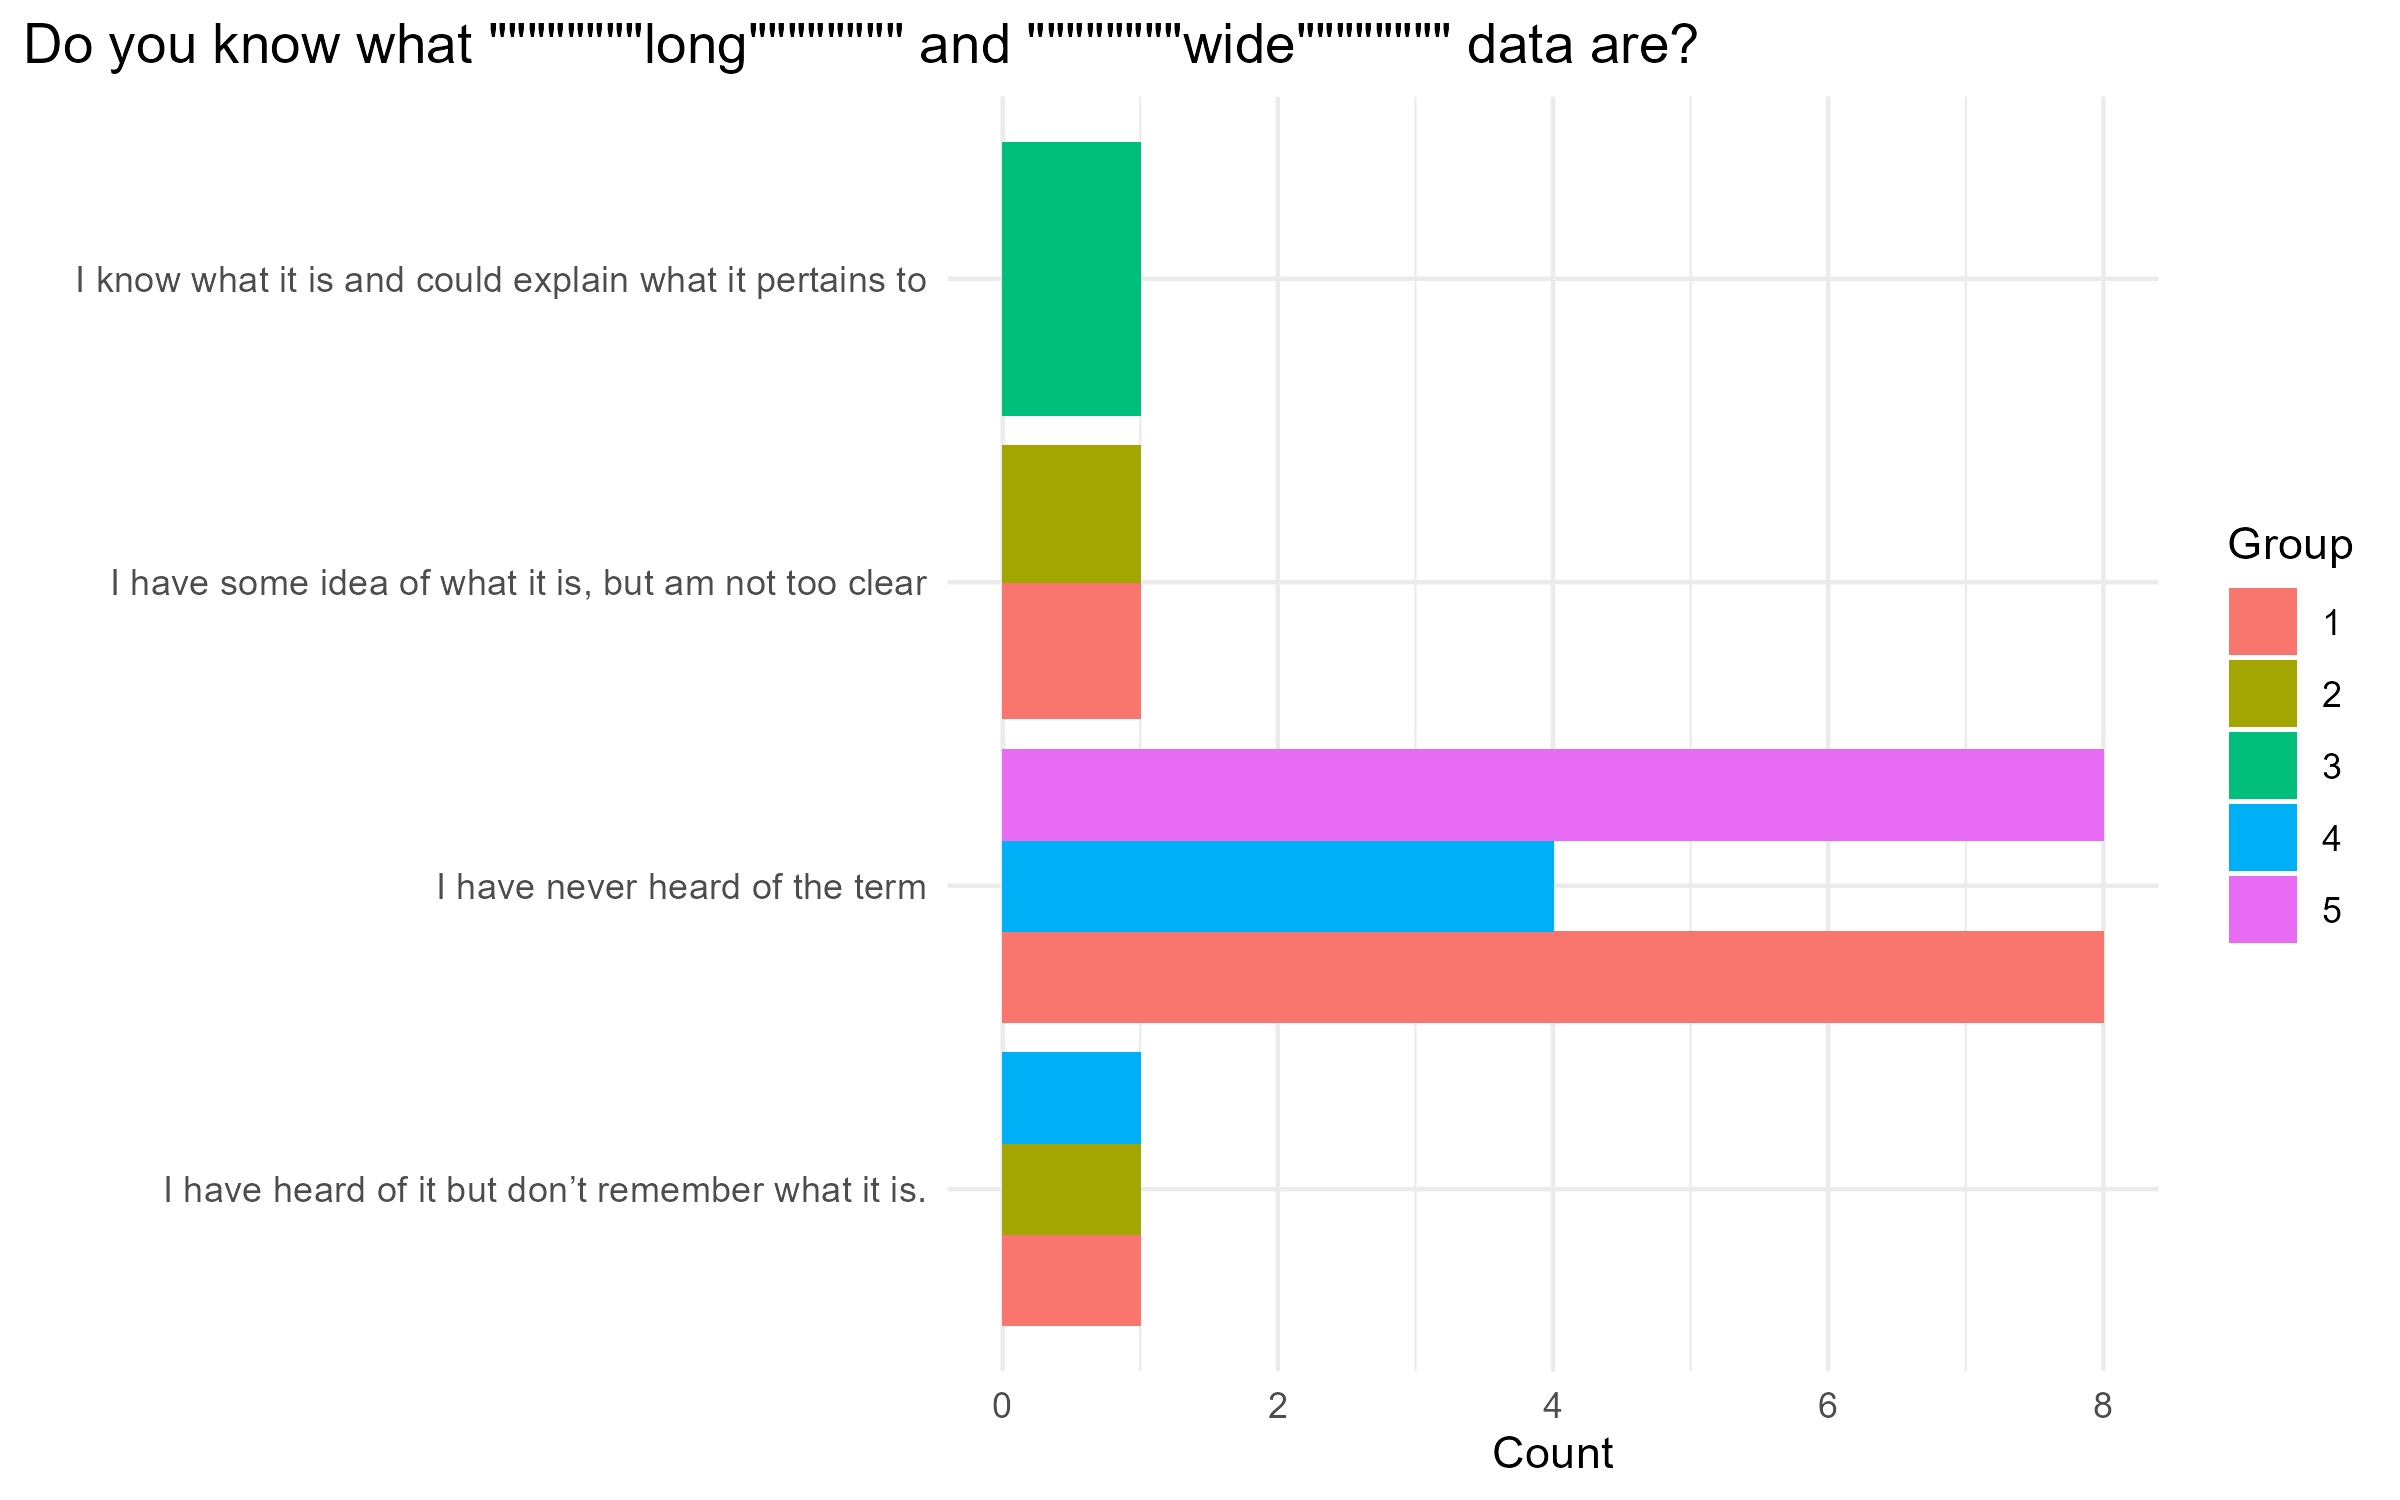 Do you know what """"""""long"""""""" and """"""""wide"""""""" data are?
I know what it is and could explain what it pertains to
I have some idea of what it is, but am not too clear
I have never heard of the term
I have heard of it but don’t remember what it is.
0 2 4 6 8
Count
Group
1
2
3
4
5